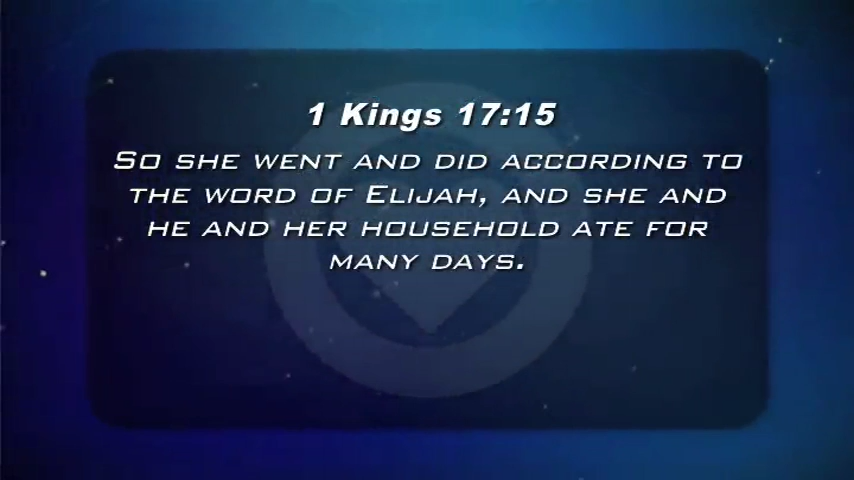 1 Kings 17:15
So she went and did according to
the word of Elijah, and she and
he and her household ate for
many days.